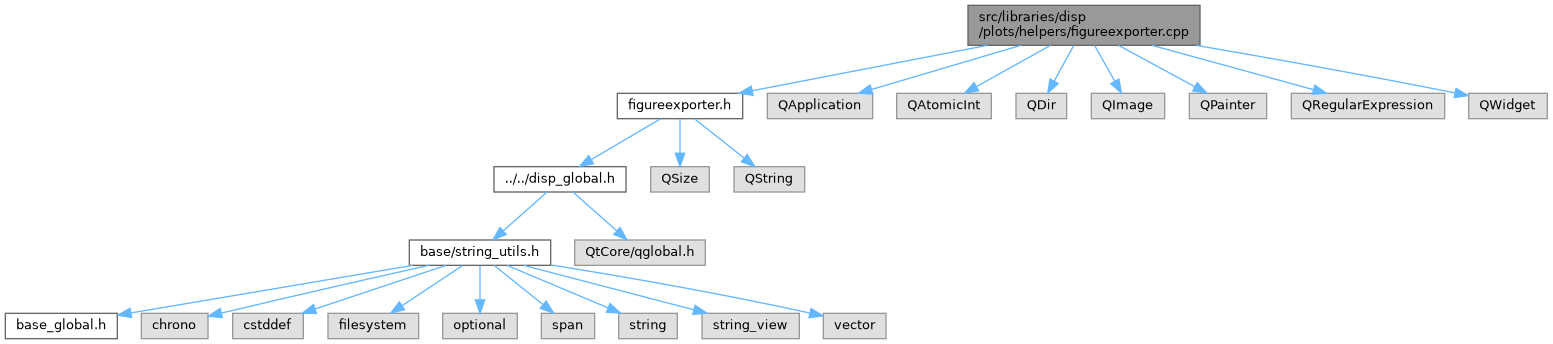 src/libraries/disp
/plots/helpers/figureexporter.cpp
figureexporter.h
QApplication
QAtomicInt
QDir
QImage
QPainter
QRegularExpression
QWidget
../../disp_global.h
QSize
QString
base/string_utils.h
QtCore/qglobal.h
base_global.h
chrono
cstddef
filesystem
optional
span
string
string_view
vector